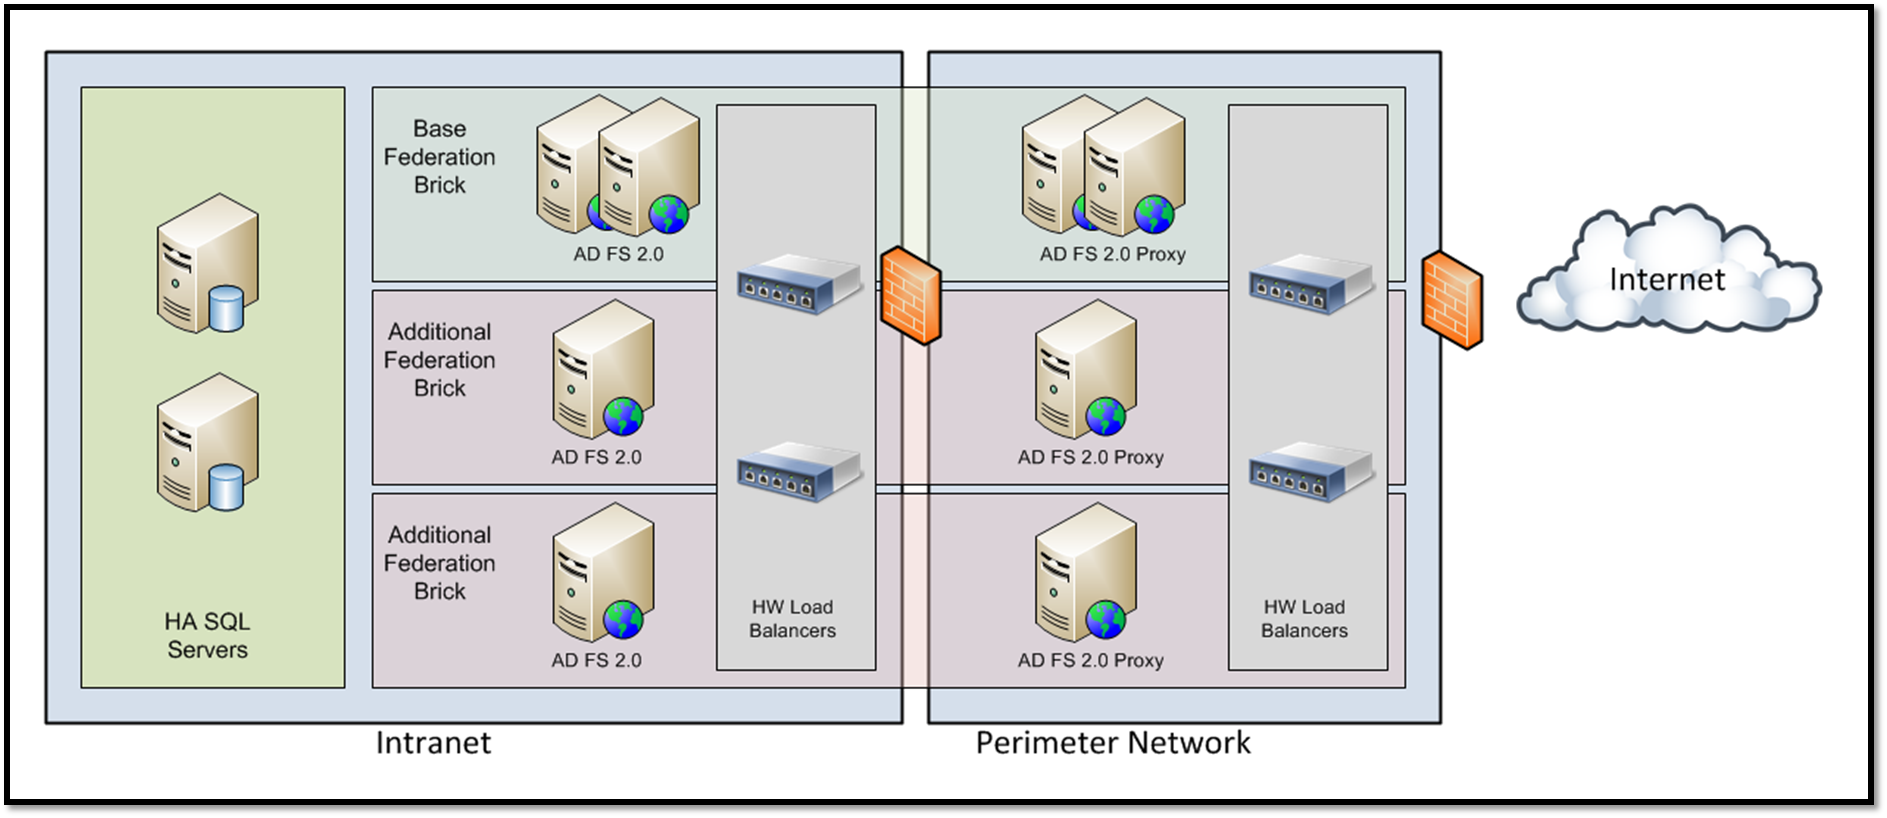 Base
Federation
Brick
AD FS 2.0
AD FS 2.0 Proxy
Internet
Additional
Federation
Brick
AD FS 2.0
AD FS 2.0 Proxy
Additional
Federation
Brick
AD FS 2.0
HW Load
Balancers
AD FS 2.0 Proxy
HW Load
Balancers
HA SQL
Servers
Intranet
Perimeter Network